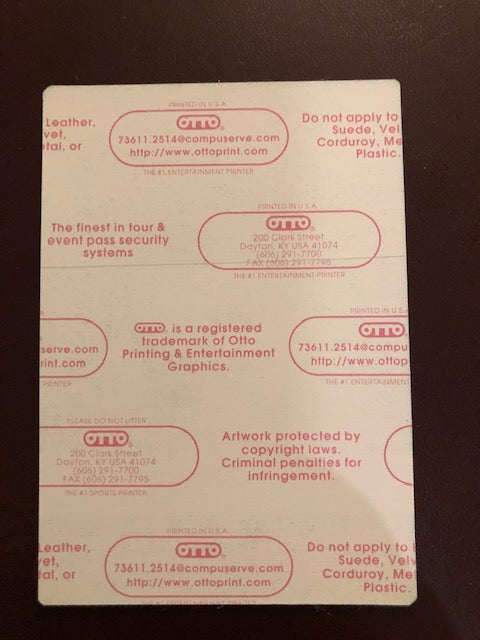 PRINTED IN U.S.A.
OTTO®
73611.2514@compuserve.com
http://www.ottoprint.com
THE #1 ENTERTAINMENT PRINTER
Leather,
vet,
etal, or
Do not apply to
Suede, Vel
Corduroy, Me
Plastic.
The finest in tour &
event pass security
systems
PRINTED IN U.S.A.
OTTO®
200 Clark Street
Dayton, KY USA 41074
(606) 291-7700
FAX (606) 291-7795
THE #1 ENTERTAINMENT PRINTER
serve.com
rint.com
PRINTER
OTTO® is a registered
trademark of Otto
Printing & Entertainment
Graphics.
PRINTED IN U.S.A.
OTTO
73611.2514@compu
http://www.ottop
THE #1 ENTERTAINMENT
PLEASE DO NOT LITTER
OTTO®
200 Clark Street
Dayton, KY USA 41074
(606) 291-7700
FAX (606) 291-7795
THE #1 SPORTS PRINTER
Artwork protected by
copyright laws.
Criminal penalties for
infringement.
Leather,
vet,
tal, or
PRINTED IN U.S.A.
OTTO®
73611.2514@compuserve.com
http://www.ottoprint.com
THE #1 ENTERTAINMENT PRINTER
Do not apply to
Suede, Velv
Corduroy, Me
Plastic.